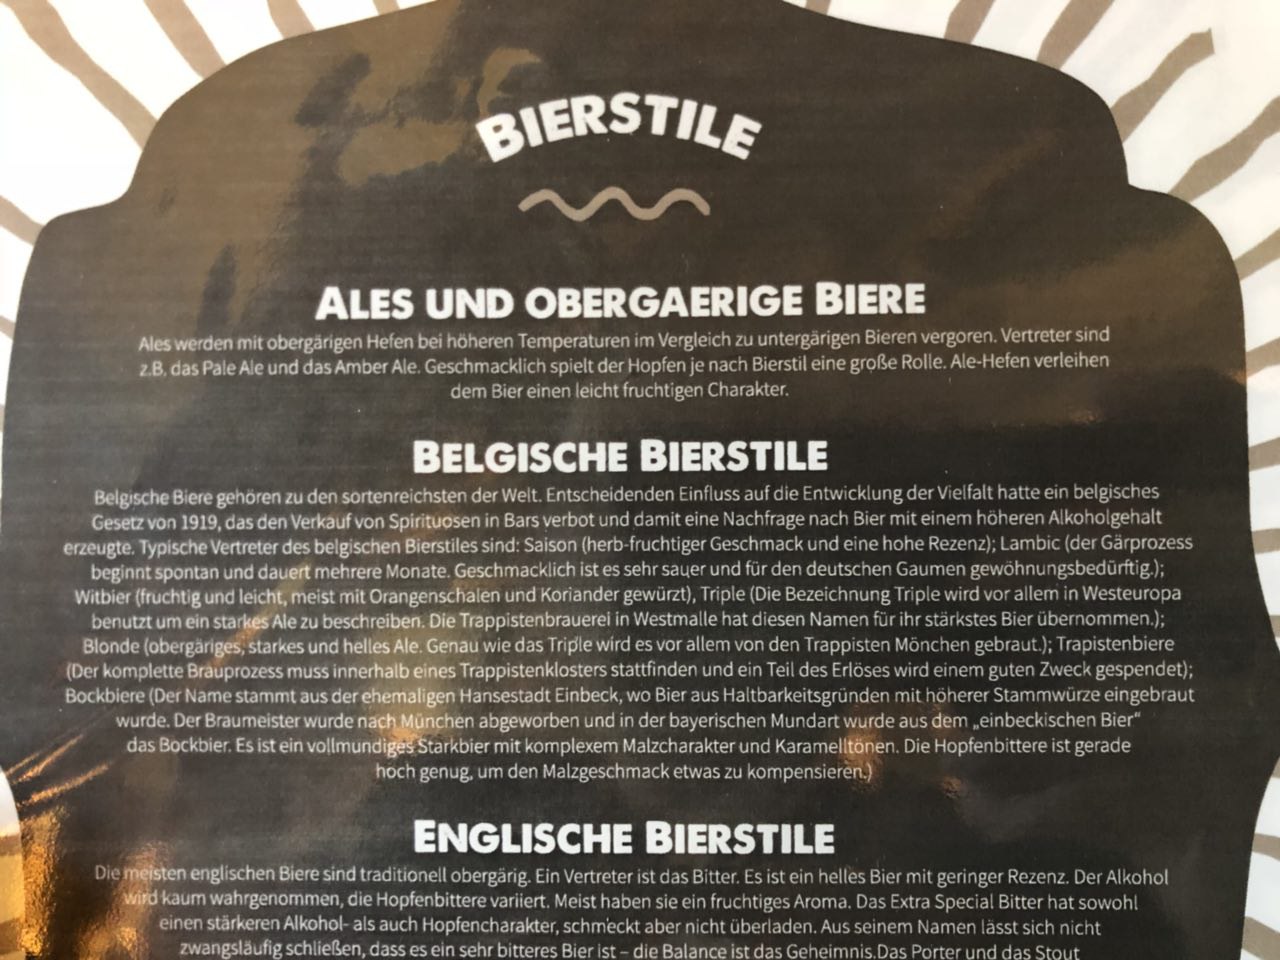 BIERSTILE
ALES UND OBERGAERIGE BIERE
Ales werden mit obergärigen Hefen bei höheren Temperaturen im Vergleich zu untergärigen Bieren vergoren. Vertreter sind
z.B. das Pale Ale und das Amber Ale. Geschmacklich spielt der Hopfen je nach Bierstil eine große Rolle. Ale-Hefen verleihen
dem Bier einen leicht fruchtigen Charakter.
BELGISCHE BIERSTILE
Belgische Biere gehören zu den sortenreichsten der Welt. Entscheidenden Einfluss auf die Entwicklung der Vielfalt hatte ein belgisches
Gesetz von 1919, das den Verkauf von Spirituosen in Bars verbot und damit eine Nachfrage nach Bier mit einem höheren Alkoholgehalt
erzeugte. Typische Vertreter des belgischen Bierstiles sind: Saison (herb-fruchtiger Geschmack und eine hohe Rezenz); Lambic (der Gärprozess
beginnt spontan und dauert mehrere Monate. Geschmacklich ist es sehr sauer und für den deutschen Gaumen gewöhnungsbedürftig.);
Witbier (fruchtig und leicht, meist mit Orangenschalen und Koriander gewürzt), Triple (Die Bezeichnung Triple wird vor allem in Westeuropa
benutzt um ein starkes Ale zu beschreiben. Die Trappistenbrauerei in Westmalle hat diesen Namen für ihr stärkstes Bier übernommen.);
Blonde (obergäriges, starkes und helles Ale. Genau wie das Triple wird es vor allem von den Trappisten Mönchen gebraut.); Trapistenbiere
(Der komplette Brauprozess muss innerhalb eines Trappistenklosters stattfinden und ein Teil des Erlöses wird einem guten Zweck gespendet);
Bockbiere (Der Name stammt aus der ehemaligen Hansestadt Einbeck, wo Bier aus Haltbarkeitsgründen mit höherer Stammwürze eingebraut
wurde. Der Braumeister wurde nach München abgeworben und in der bayerischen Mundart wurde aus dem „einbeckischen Bier“
das Bockbier. Es ist ein vollmundiges Starkbier mit komplexem Malzcharakter und Karamelltönen. Die Hopfenbittere ist gerade
hoch genug, um den Malzgeschmack etwas zu kompensieren.)
ENGLISCHE BIERSTILE
Die meisten englischen Biere sind traditionell obergärig. Ein Vertreter ist das Bitter. Es ist ein helles Bier mit geringer Rezenz. Der Alkohol
wird kaum wahrgenommen, die Hopfenbittere variiert. Meist haben sie ein fruchtiges Aroma. Das Extra Special Bitter hat sowohl
einen stärkeren Alkohol- als auch Hopfencharakter, schmeckt aber nicht überladen. Aus seinem Namen lässt sich nicht
zwangsläufig schließen, dass es ein sehr bitteres Bier ist – die Balance ist das Geheimnis.Das Porter und das Stout